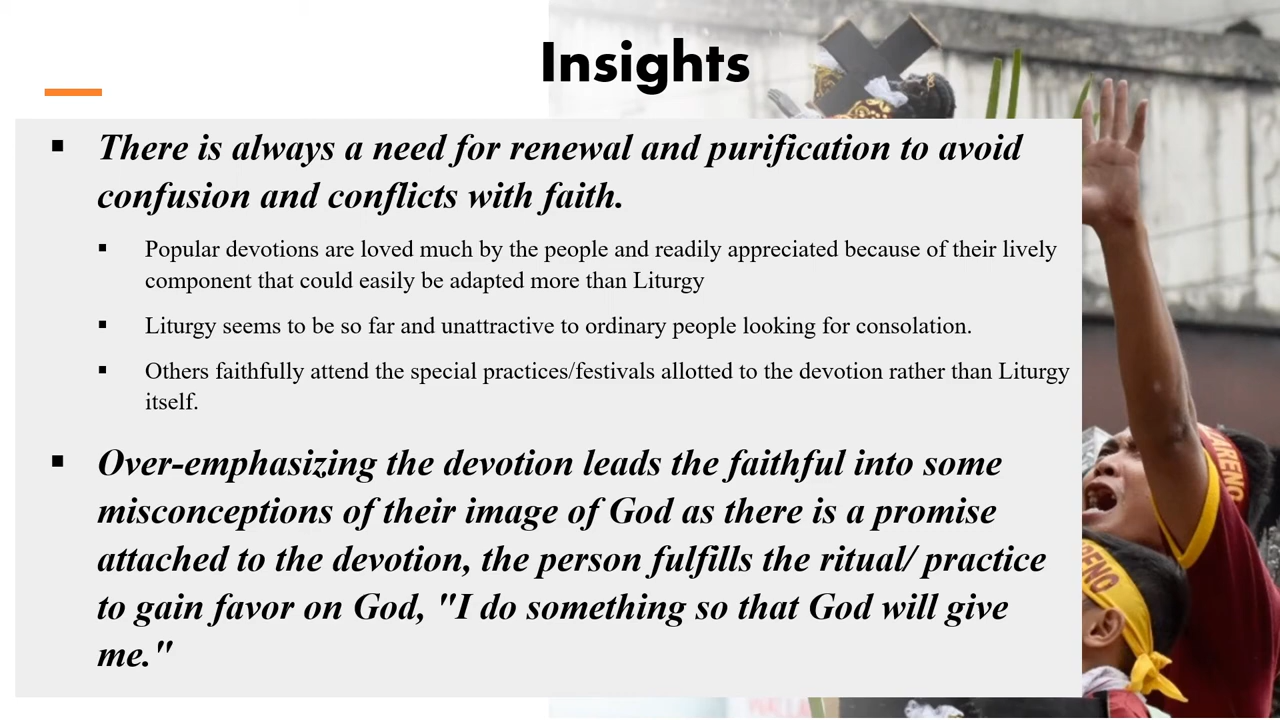 Insights
▪ There is always a need for renewal and purification to avoid
confusion and conflicts with faith.
▪ Popular devotions are loved much by the people and readily appreciated because of their lively
component that could easily be adapted more than Liturgy
▪ Liturgy seems to be so far and unattractive to ordinary people looking for consolation.
▪ Others faithfully attend the special practices/festivals allotted to the devotion rather than Liturgy
itself.
▪ Over-emphasizing the devotion leads the faithful into some
misconceptions of their image of God as there is a promise
attached to the devotion, the person fulfills the ritual/ practice
to gain favor on God, "I do something so that God will give
me."